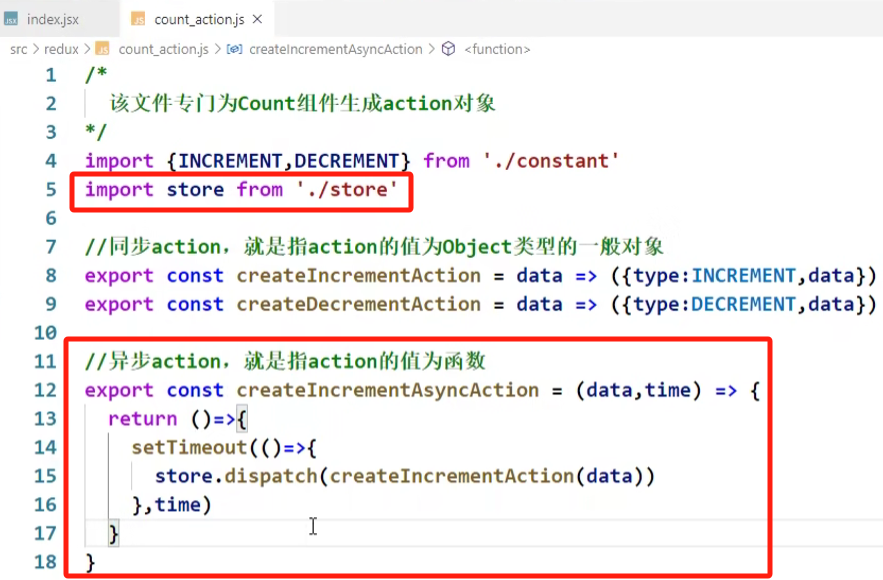 JSX index.jsx JS count_action.js ×
src > redux > JS count_action.js > createIncrementAsyncAction > <function>
1 /*
2 该文件专门为Count组件生成action对象
3 */
4 import {INCREMENT,DECREMENT} from './constant'
5 import store from './store'
6
7 //同步action，就是指action的值为Object类型的一般对象
8 export const createIncrementAction = data => ({type:INCREMENT,data})
9 export const createDecrementAction = data => ({type:DECREMENT,data})
10
11 //异步action，就是指action的值为函数
12 export const createIncrementAsyncAction = (data,time) => {
13 return ()=>{
14 setTimeout(()=>{
15 store.dispatch(createIncrementAction(data))
16 },time)
17 }
18 }